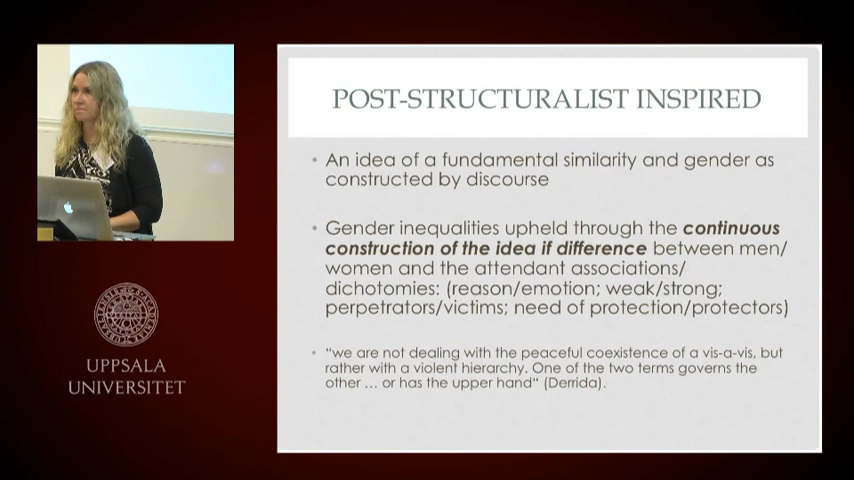 POST-STRUCTURALIST INSPIRED
• An idea of a fundamental similarity and gender as
constructed by discourse
• Gender inequalities upheld through the continuous
construction of the idea if difference between men/
women and the attendant associations/
dichotomies: (reason/emotion; weak/strong;
perpetrators/victims; need of protection/protectors)
• "we are not dealing with the peaceful coexistence of a vis-a-vis, but
rather with a violent hierarchy. One of the two terms governs the
other … or has the upper hand" (Derrida).
UPPSALA
UNIVERSITET